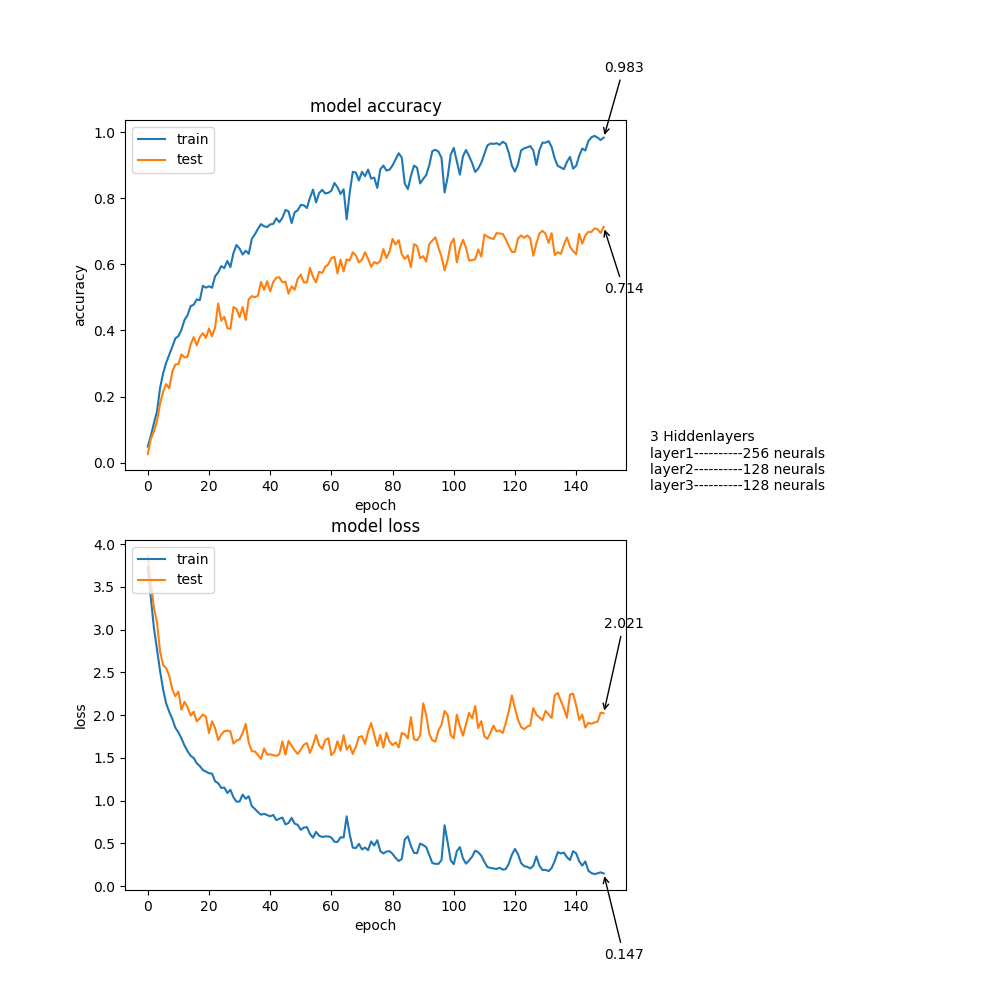 0.983
model accuracy
train
test
1.0
0.8
0.6
0.4
0.2
0.0
accuracy
0.714
0 20 40 60 80 100 120 140
epoch
3 Hiddenlayers
layer1----------256 neurals
layer2----------128 neurals
layer3----------128 neurals
model loss
train
test
4.0
3.5
3.0
2.5
2.0
1.5
1.0
0.5
0.0
loss
2.021
0 20 40 60 80 100 120 140
epoch
0.147